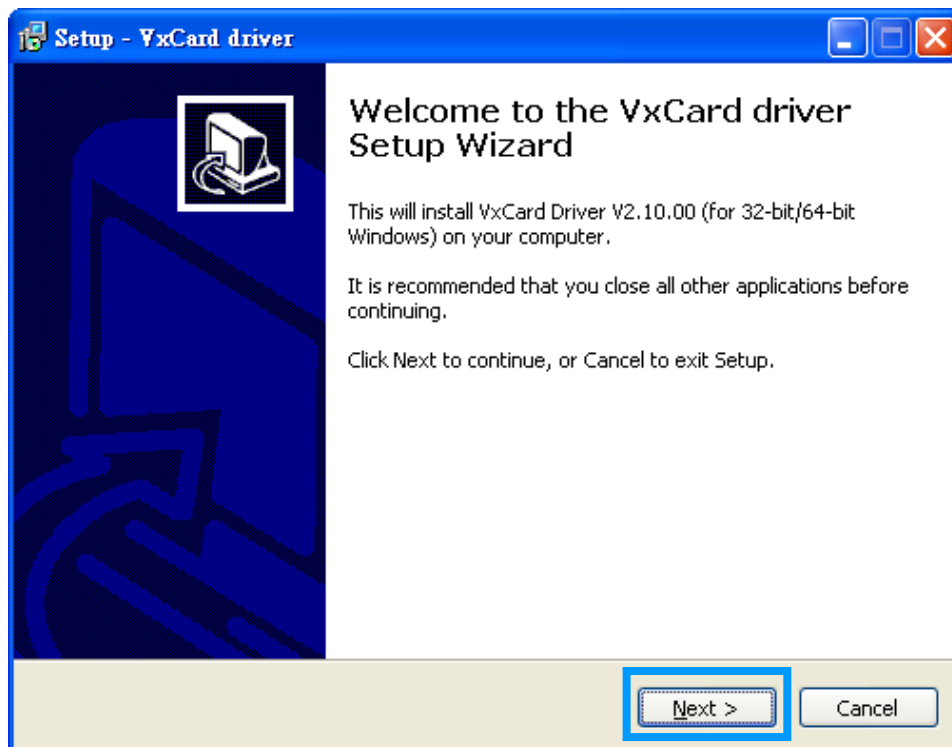 Setup - VxCard driver
Welcome to the VxCard driver
Setup Wizard
This will install VxCard Driver V2.10.00 (for 32-bit/64-bit
Windows) on your computer.
It is recommended that you close all other applications before
continuing.
Click Next to continue, or Cancel to exit Setup.
Next >
Cancel